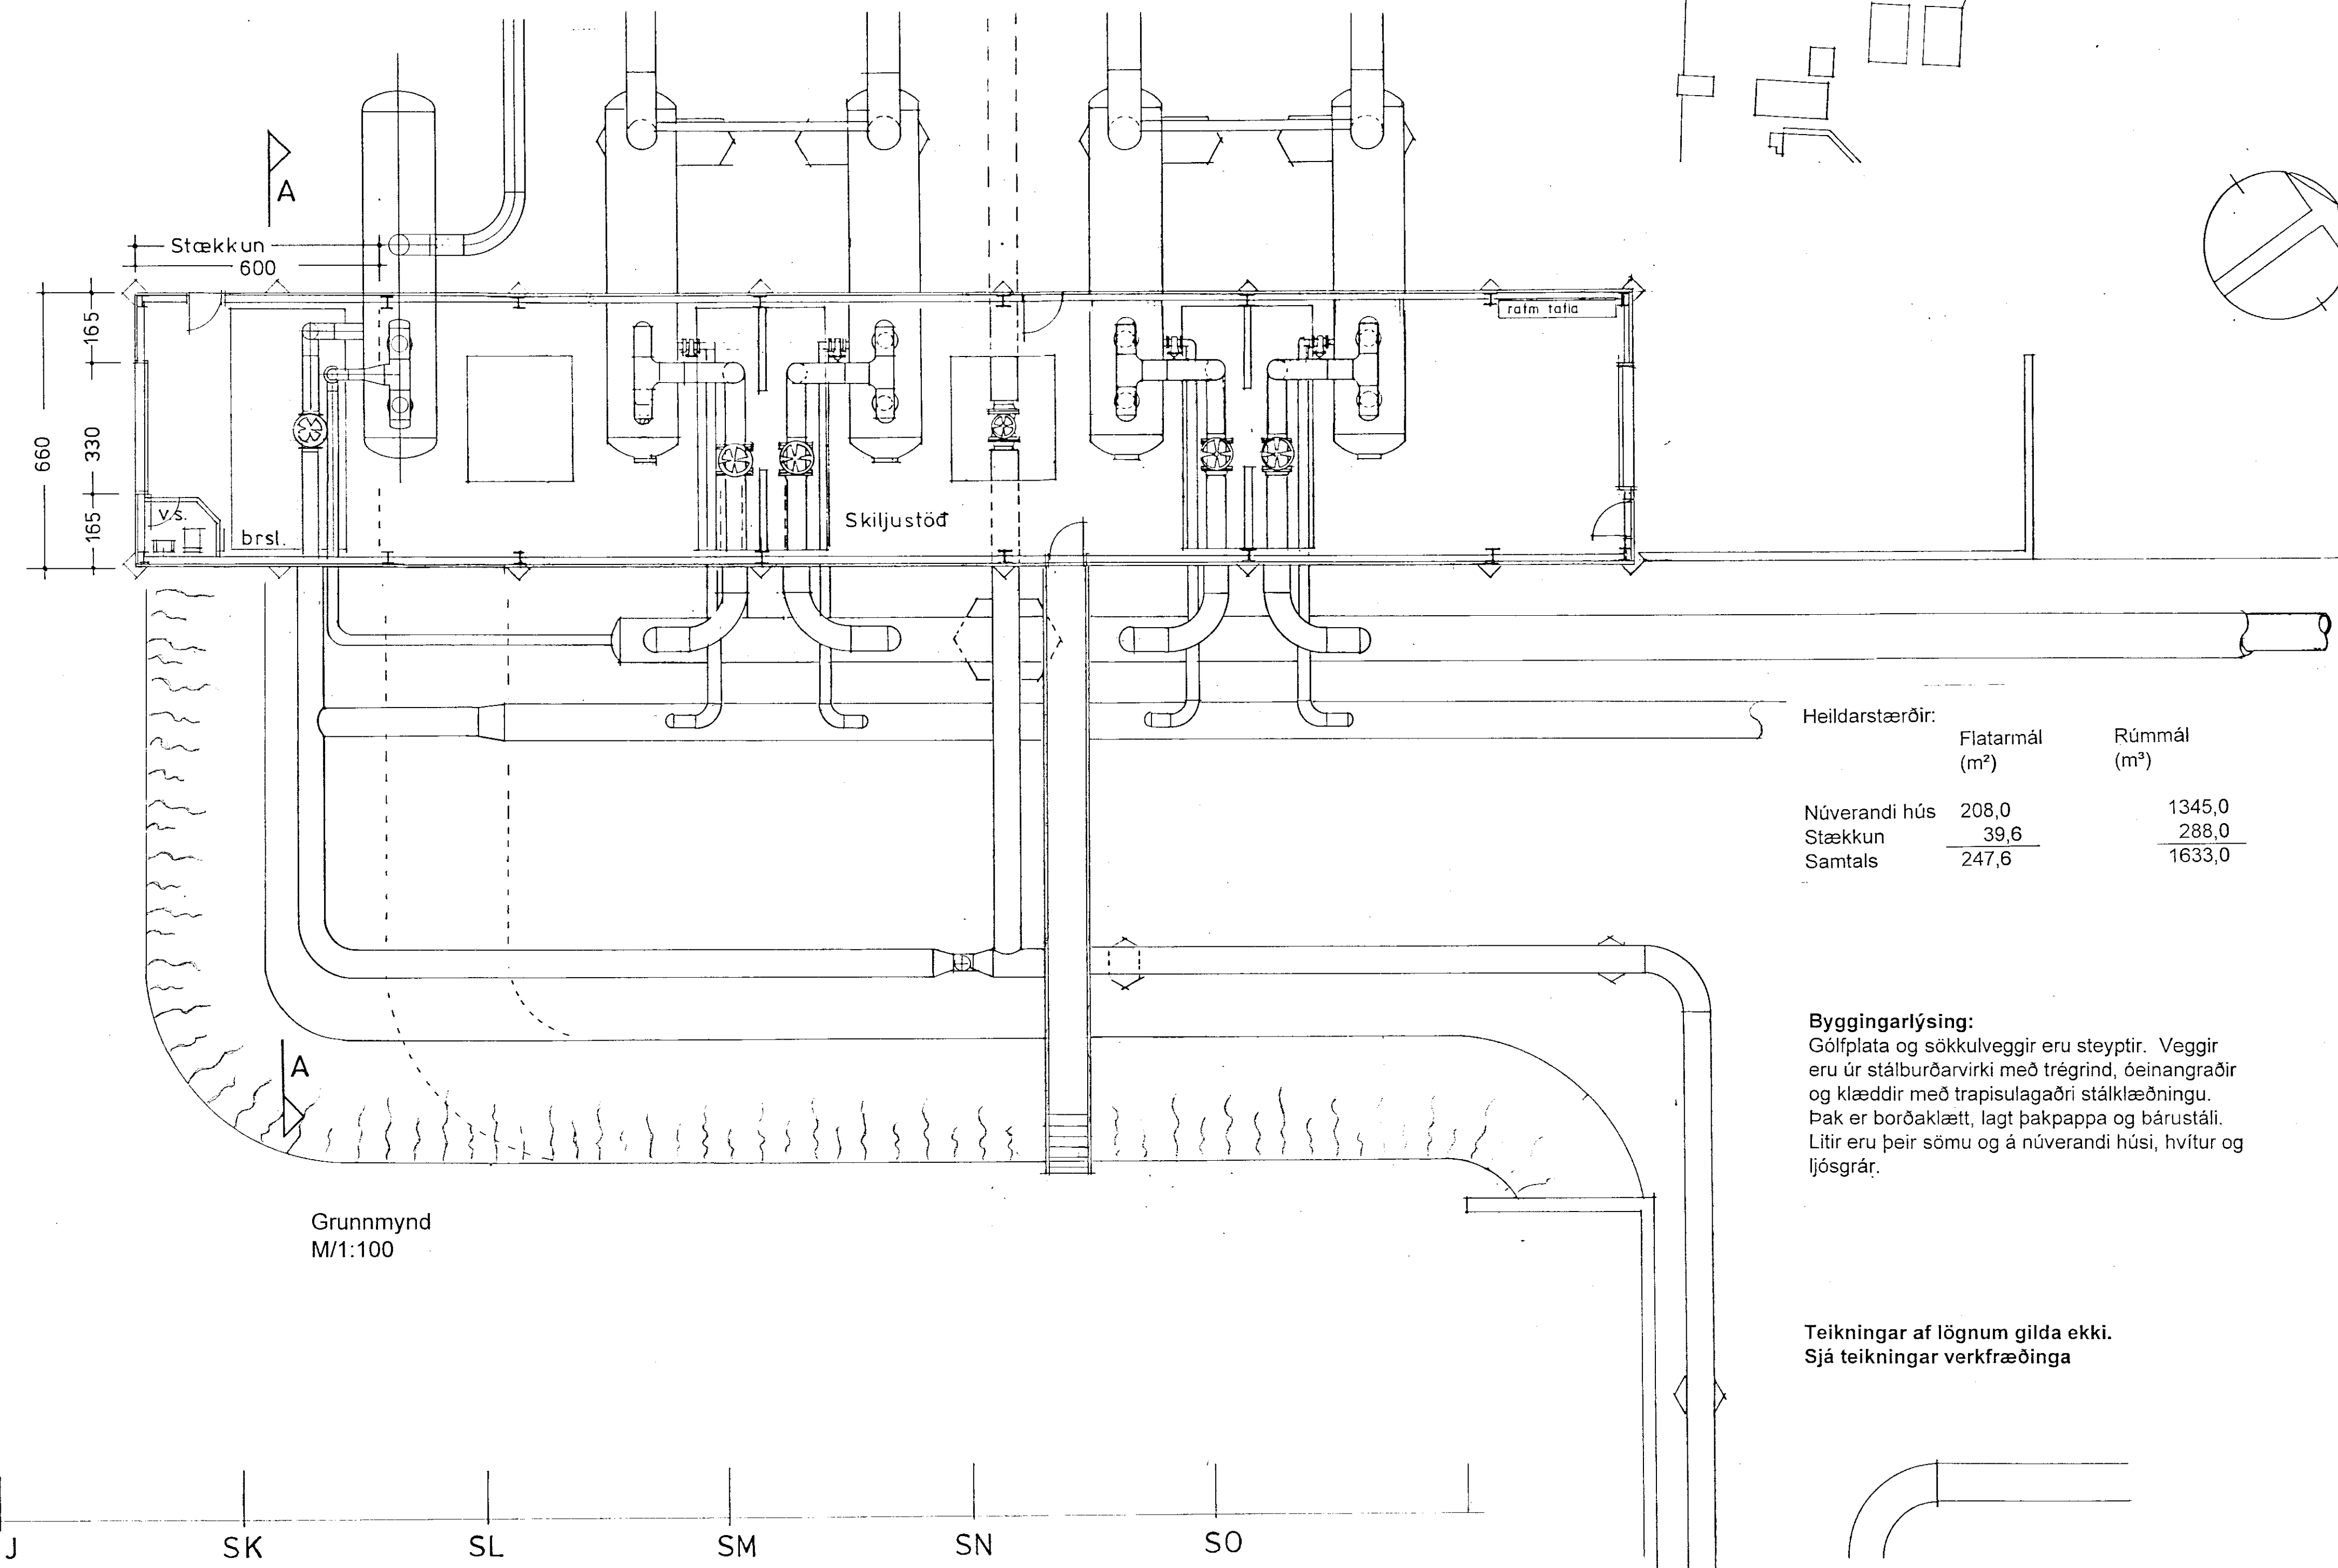 A
Stækkun
600
660
165
330
165
v.s.
brsl.
Skiljustöð
rafm tafla
Heildarstærðir:
Flatarmál Rúmmál
(m²) (m³)
Núverandi hús 208,0 1345,0
Stækkun 39,6 288,0
Samtals 247,6 1633,0
Byggingarlýsing:
Gólfplata og sökkulveggir eru steyptir. Veggir
eru úr stálburðarvirki með trégrind, óeinangraðir
og klæddir með trapisulagaðri stálklæðningu.
Þak er borðaklætt, lagt þakpappa og bárustáli.
Litir eru þeir sömu og á núverandi húsi, hvítur og
ljósgrár.
A
Grunnmynd
M/1:100
Teikningar af lögnum gilda ekki.
Sjá teikningar verkfræðinga
J SK SL SM SN SO